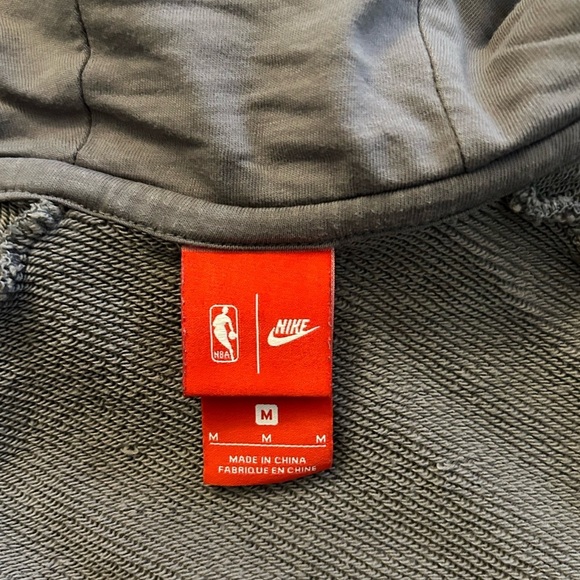 NBA
NIKE
M
M M M
MADE IN CHINA
FABRIQUE EN CHINE